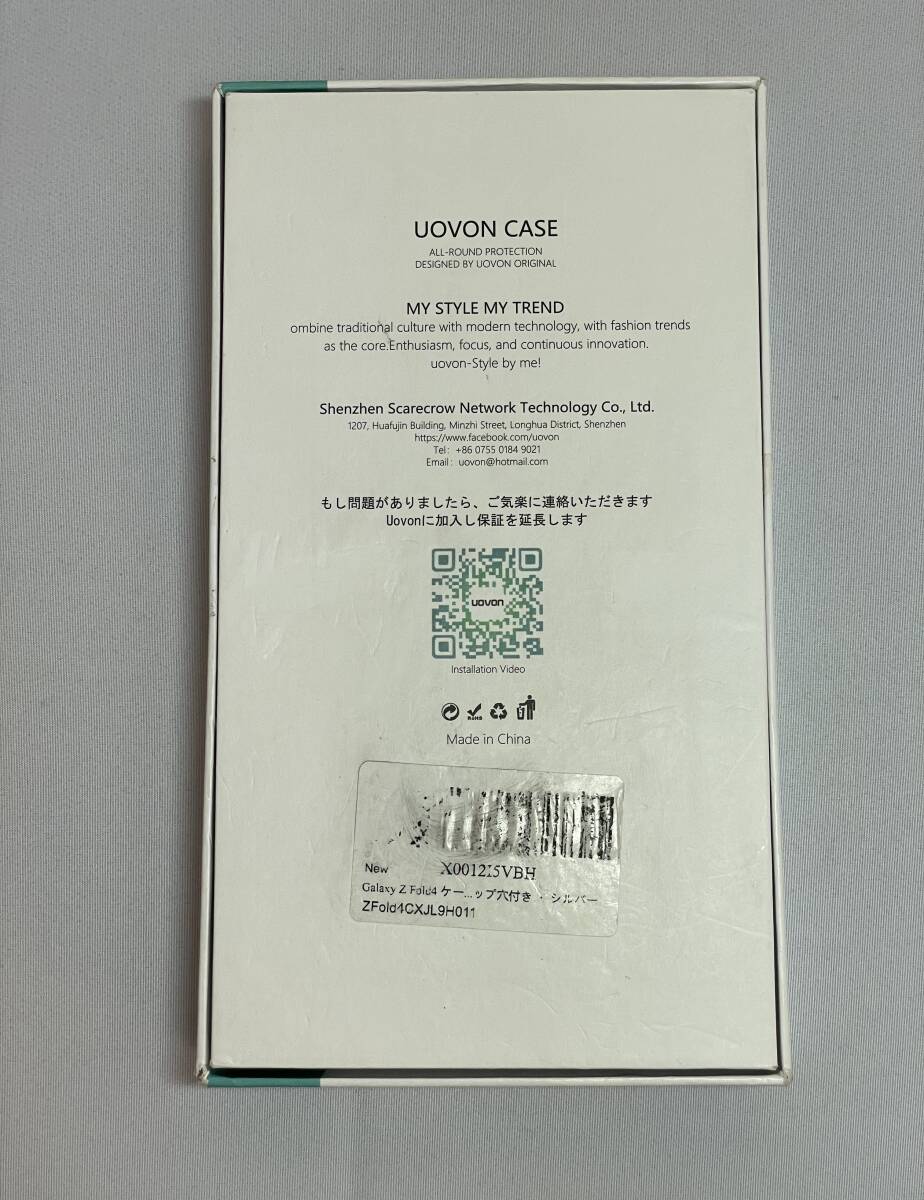 UOVON CASE
ALL-ROUND PROTECTION
DESIGNED BY UOVON ORIGINAL
MY STYLE MY TREND
ombine traditional culture with modern technology, with fashion trends
as the core.Enthusiasm, focus, and continuous innovation.
uovon-Style by me!
Shenzhen Scarecrow Network Technology Co., Ltd.
1207, Huafujin Building, Minzhi Street, Longhua District, Shenzhen
https://www.facebook.com/uovon
Tel: +86 0755 0184 9021
Email: uovon@hotmail.com
もし問題がありましたら、ご気楽に連絡いただきます
Uovonに加入し保証を延長します
uovon
Installation Video
RoHS
Made in China
New
Galaxy Z Fold4 ケー...ップ穴付き ・ シルバー
ZFold4CXJL9H011